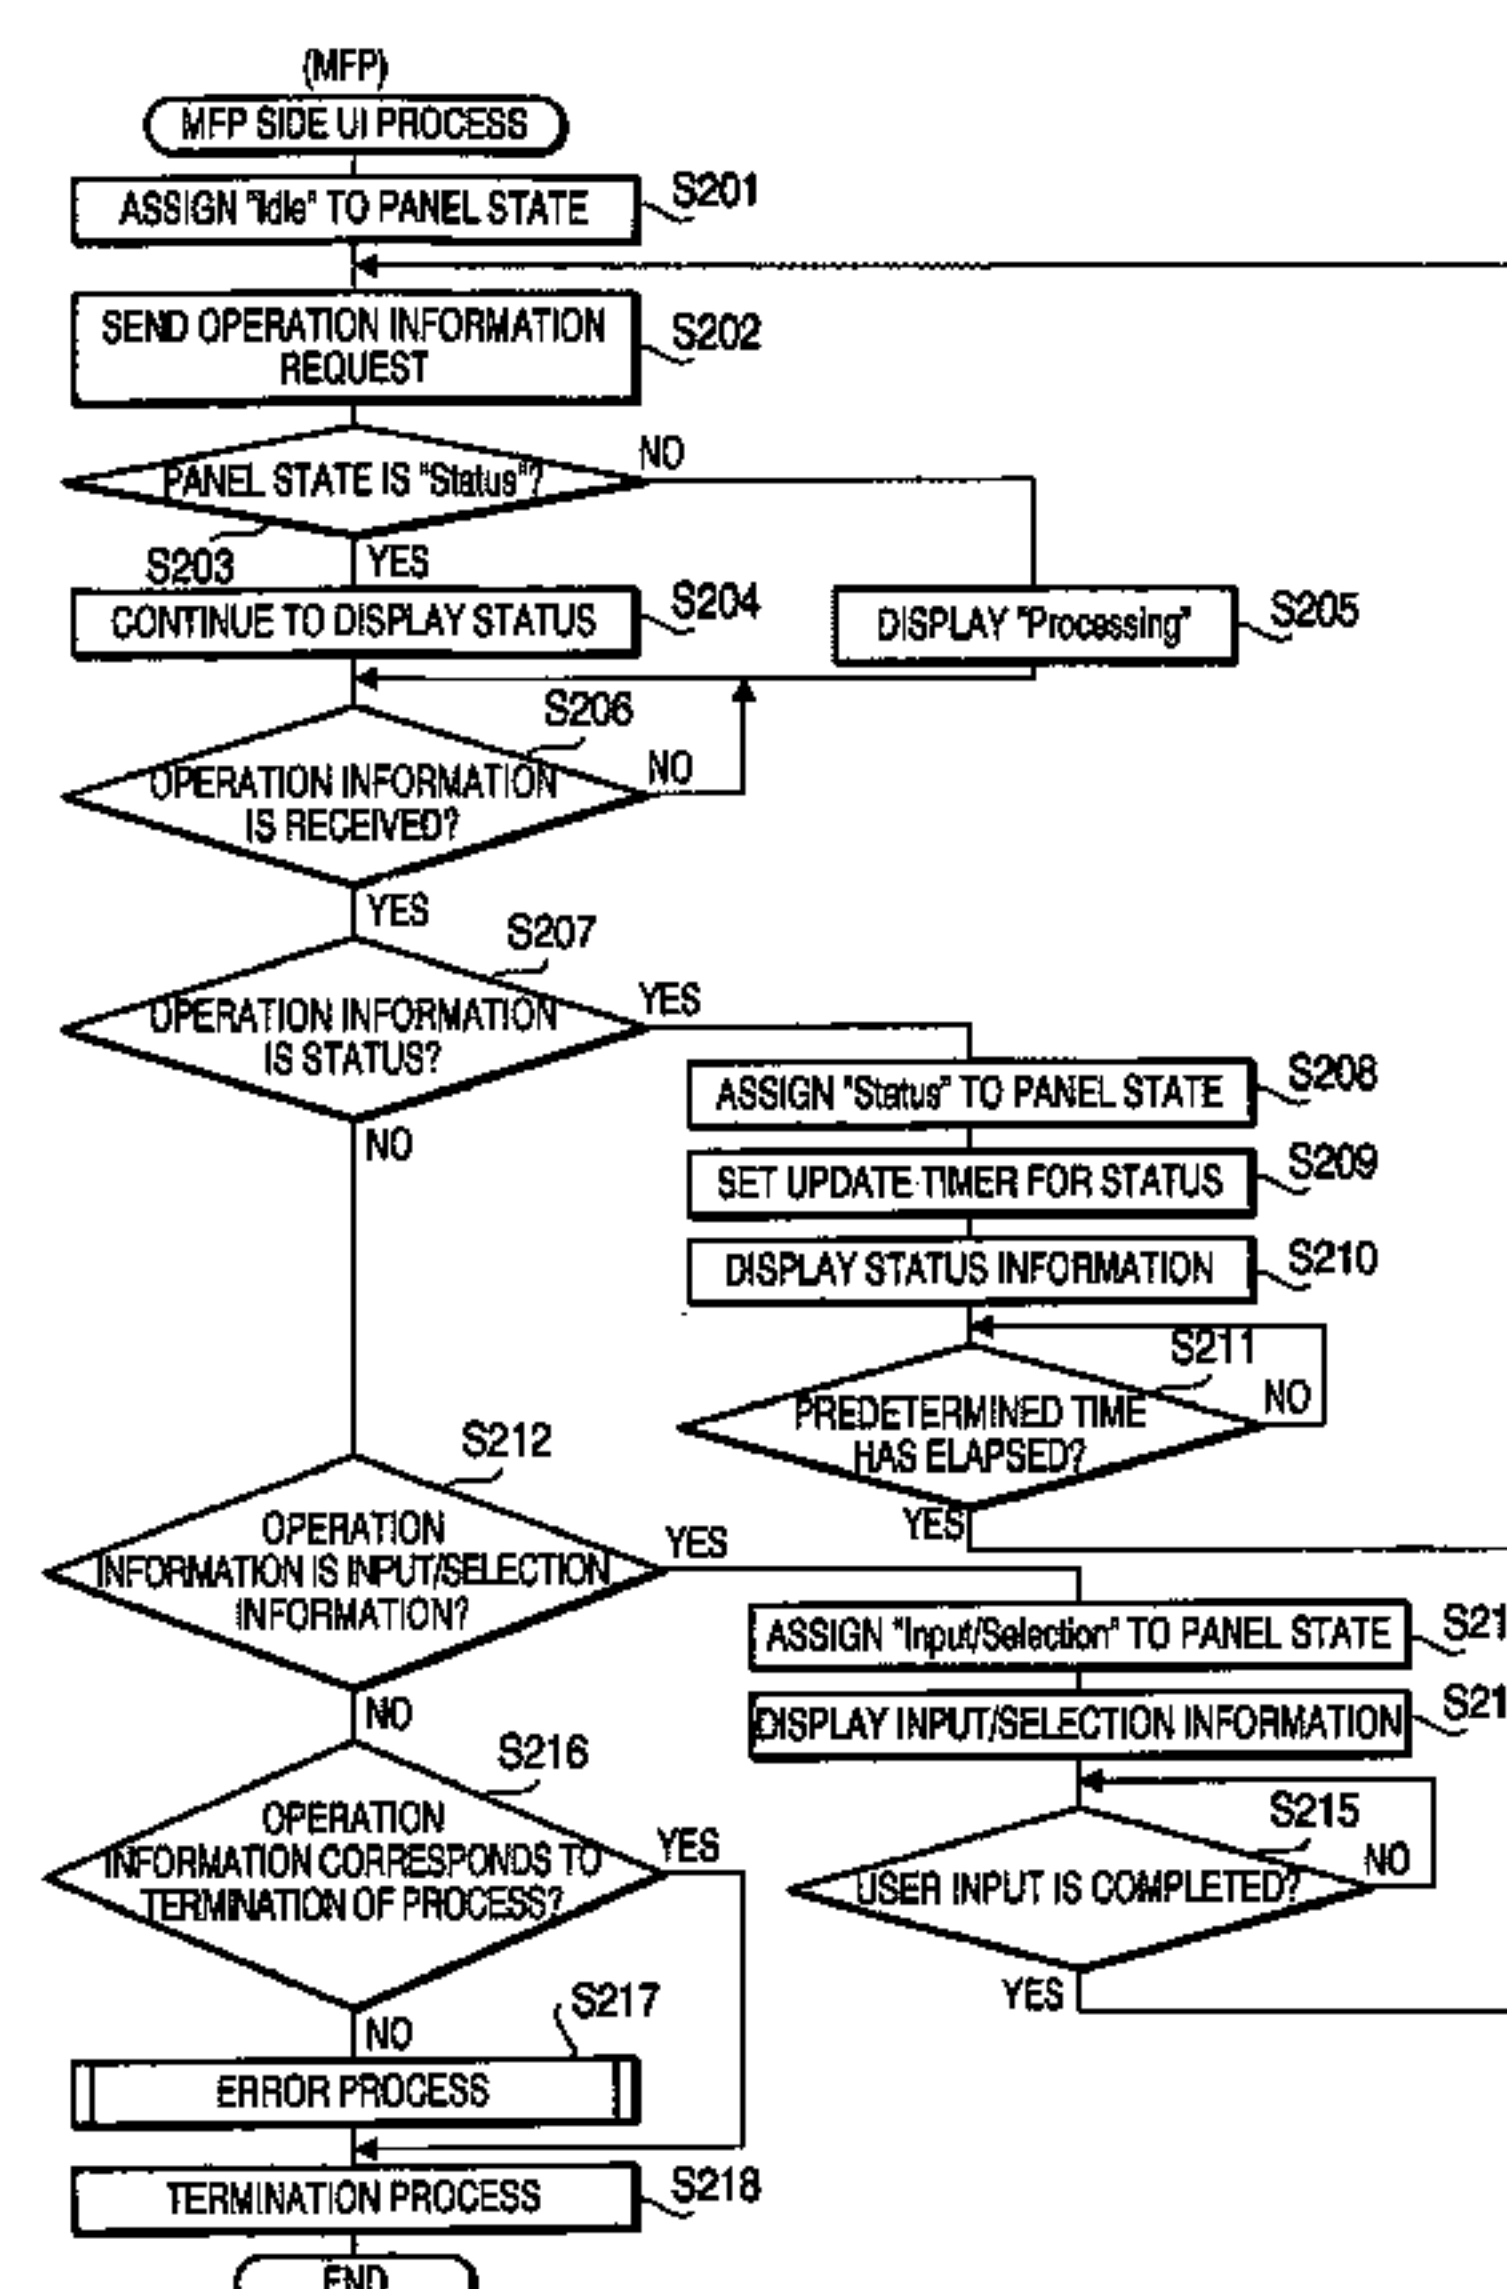 (MFP)
MFP SIDE UI PROCESS
ASSIGN "Idle" TO PANEL STATE
S201
SEND OPERATION INFORMATION
REQUEST
S202
PANEL STATE IS "Status"?
NO
S203
YES
CONTINUE TO DISPLAY STATUS
S204
DISPLAY "Processing"
S205
S206
OPERATION INFORMATION
IS RECEIVED?
NO
YES
S207
OPERATION INFORMATION
IS STATUS?
YES
NO
ASSIGN "Status" TO PANEL STATE
S208
SET UPDATE TIMER FOR STATUS
S209
DISPLAY STATUS INFORMATION
S210
S211
PREDETERMINED TIME
HAS ELAPSED?
NO
YES
S212
OPERATION
INFORMATION IS INPUT/SELECTION
INFORMATION?
YES
NO
ASSIGN "Input/Selection" TO PANEL STATE
S21
DISPLAY INPUT/SELECTION INFORMATION
S21
S215
USER INPUT IS COMPLETED?
NO
YES
S216
OPERATION
INFORMATION CORRESPONDS TO
TERMINATION OF PROCESS?
YES
NO
S217
ERROR PROCESS
TERMINATION PROCESS
S218
END